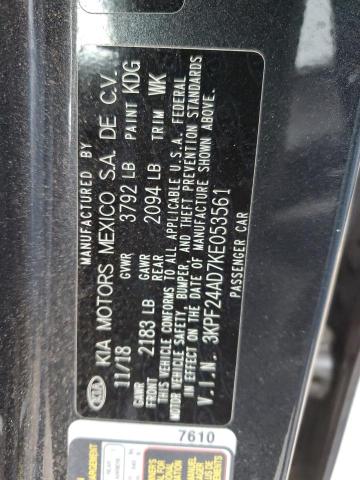 KIA
MANUFACTURED BY
KIA MOTORS MEXICO S.A. DE C.V.
11/18 GVWR 3792 LB PAINT KDG
GAWR FRONT 2183 LB GAWR REAR 2094 LB TRIM WK
THIS VEHICLE CONFORMS TO ALL APPLICABLE U.S.A. FEDERAL
MOTOR VEHICLE SAFETY, BUMPER, AND THEFT PREVENTION STANDARDS
IN EFFECT ON THE DATE OF MANUFACTURE SHOWN ABOVE.
V.I.N. 3KPF24AD7KE053561
PASSENGER CAR
7610